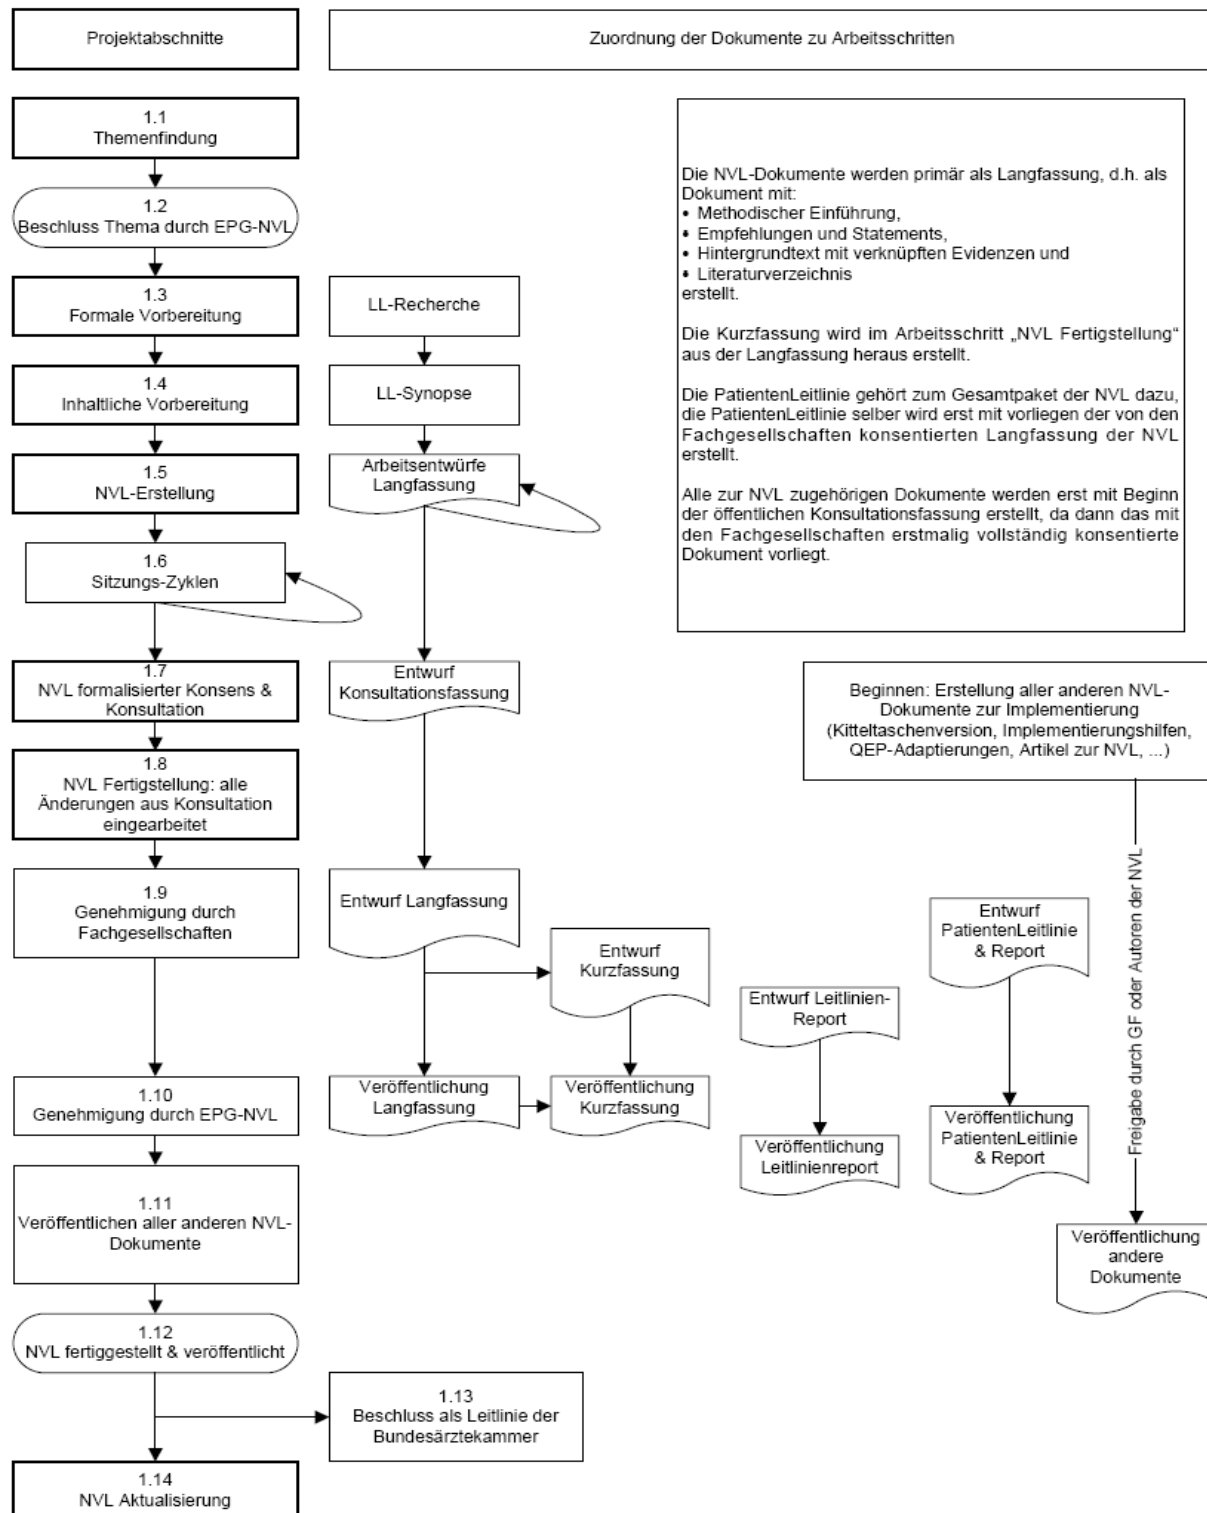 Projektabschnitte
Zuordnung der Dokumente zu Arbeitsschritten
1.1
Themenfindung
1.2
Beschluss Thema durch EPG-NVL
1.3
Formale Vorbereitung
1.4
Inhaltliche Vorbereitung
1.5
NVL-Erstellung
1.6
Sitzungs-Zyklen
1.7
NVL formalisierter Konsens &
Konsultation
1.8
NVL Fertigstellung: alle
Änderungen aus Konsultation
eingearbeitet
1.9
Genehmigung durch
Fachgesellschaften
1.10
Genehmigung durch EPG-NVL
1.11
Veröffentlichen aller anderen NVL-
Dokumente
1.12
NVL fertiggestellt & veröffentlicht
1.13
Beschluss als Leitlinie der
Bundesärztekammer
1.14
NVL Aktualisierung
LL-Recherche
LL-Synopse
Arbeitsentwürfe
Langfassung
Entwurf
Konsultationsfassung
Entwurf Langfassung
Entwurf
Kurzfassung
Veröffentlichung
Langfassung
Veröffentlichung
Kurzfassung
Entwurf Leitlinien-
Report
Veröffentlichung
Leitlinienreport
Entwurf
PatientenLeitlinie
& Report
Veröffentlichung
PatientenLeitlinie
& Report
Die NVL-Dokumente werden primär als Langfassung, d.h. als
Dokument mit:
• Methodischer Einführung,
• Empfehlungen und Statements,
• Hintergrundtext mit verknüpften Evidenzen und
• Literaturverzeichnis
erstellt.
Die Kurzfassung wird im Arbeitsschritt „NVL Fertigstellung“
aus der Langfassung heraus erstellt.
Die PatientenLeitlinie gehört zum Gesamtpaket der NVL dazu,
die PatientenLeitlinie selber wird erst mit vorliegen der von den
Fachgesellschaften konsentierten Langfassung der NVL
erstellt.
Alle zur NVL zugehörigen Dokumente werden erst mit Beginn
der öffentlichen Konsultationsfassung erstellt, da dann das mit
den Fachgesellschaften erstmalig vollständig konsentierte
Dokument vorliegt.
Beginnen: Erstellung aller anderen NVL-
Dokumente zur Implementierung
(Kitteltaschenversion, Implementierungshilfen,
QEP-Adaptierungen, Artikel zur NVL, ...)
Freigabe durch GF oder Autoren der NVL
Veröffentlichung
andere
Dokumente